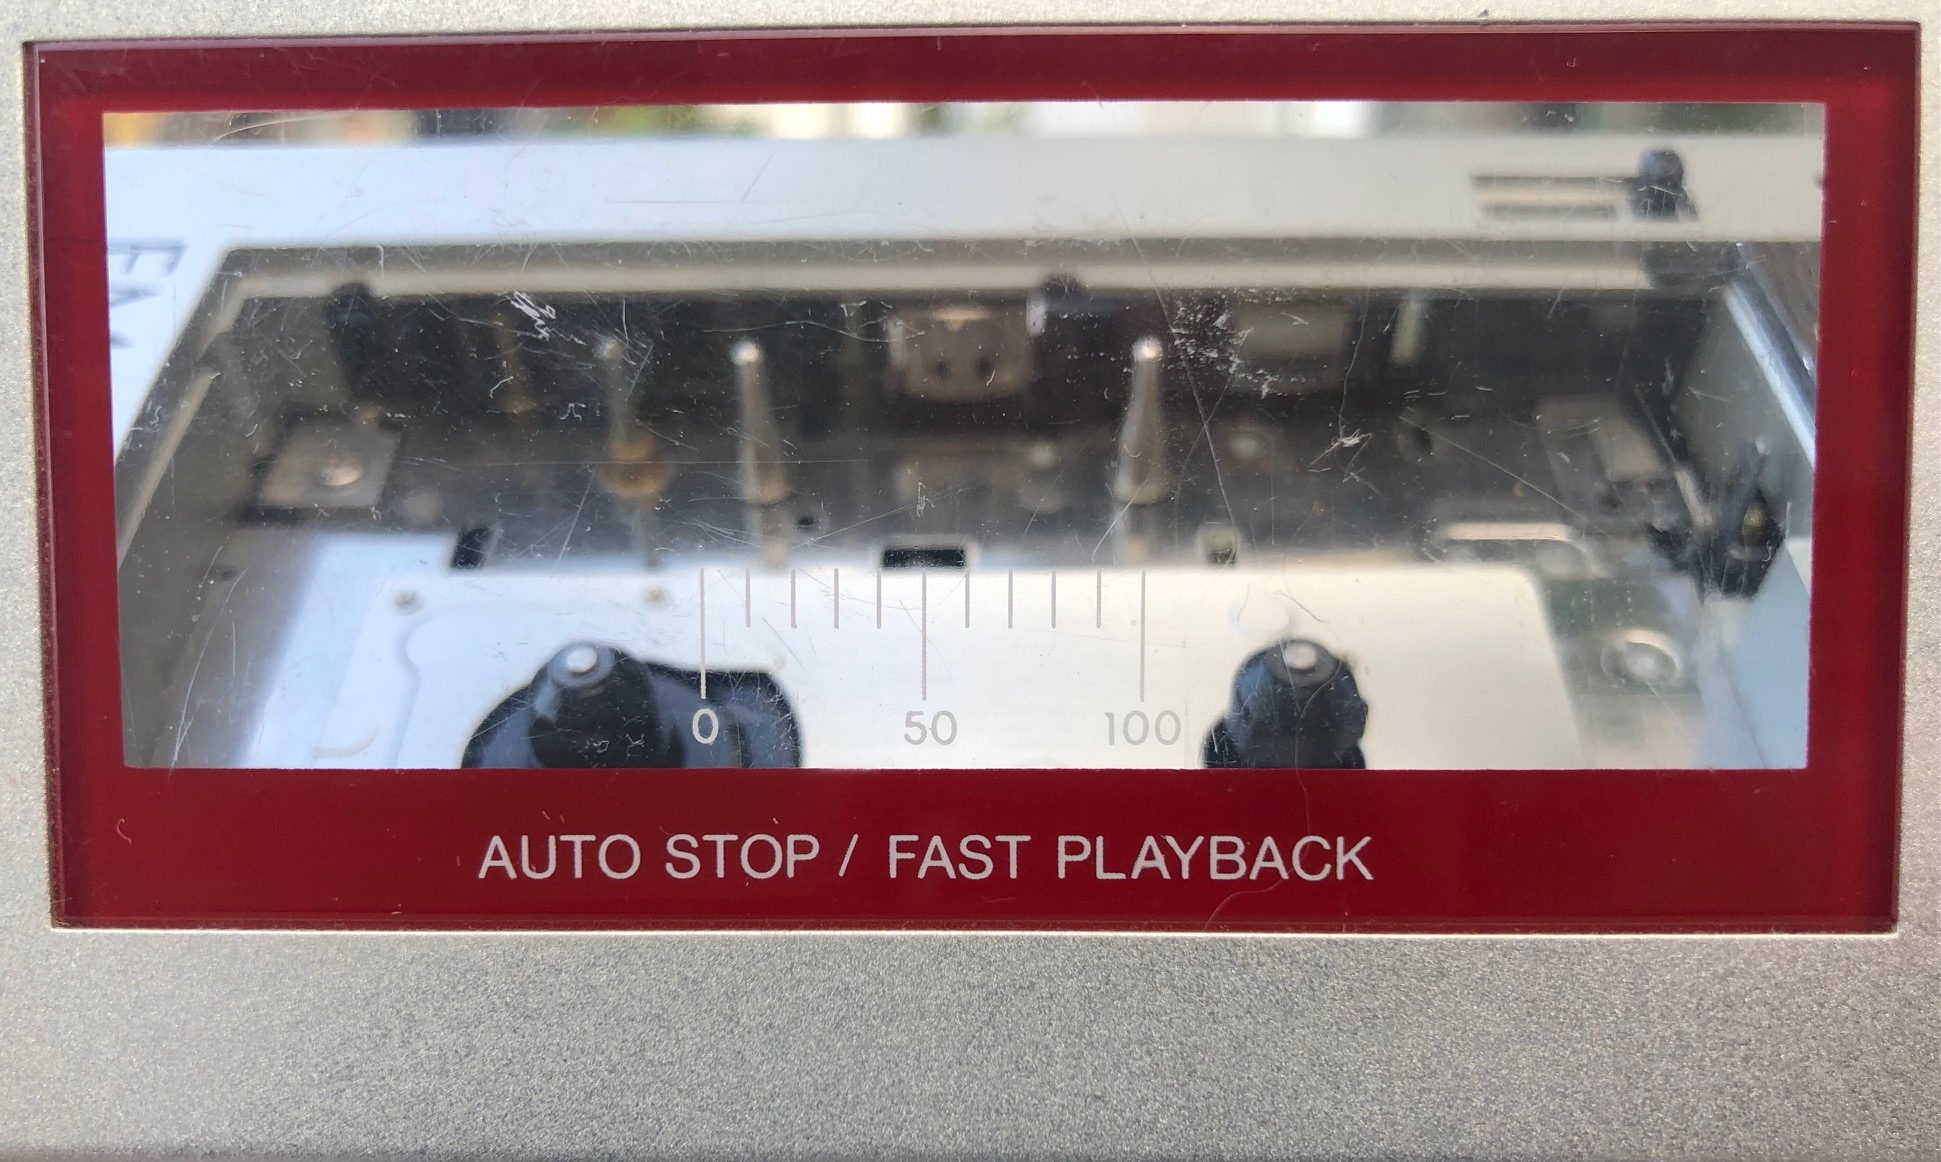 0 50 100
AUTO STOP / FAST PLAYBACK